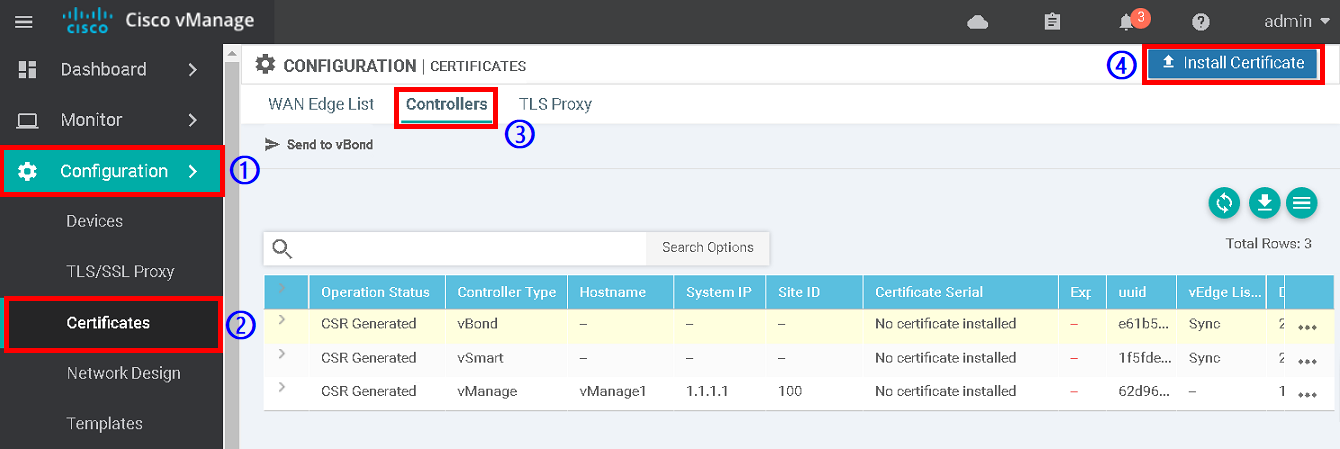 cisco Cisco vManage 3 admin
Dashboard
Monitor
Configuration 1
Devices
TLS/SSL Proxy
Certificates 2
Network Design
Templates
CONFIGURATION | CERTIFICATES 4 Install Certificate
WAN Edge List Controllers TLS Proxy
3
Send to vBond
Total Rows: 3
Search Options
Operation Status Controller Type Hostname System IP Site ID Certificate Serial Exp uuid vEdge Lis... D
CSR Generated vBond – – – No certificate installed – e61b5... Sync 2 ...
CSR Generated vSmart – – – No certificate installed – 1f5fde... Sync 2 ...
CSR Generated vManage vManage1 1.1.1.1 100 No certificate installed – 62d96... – 1 ...